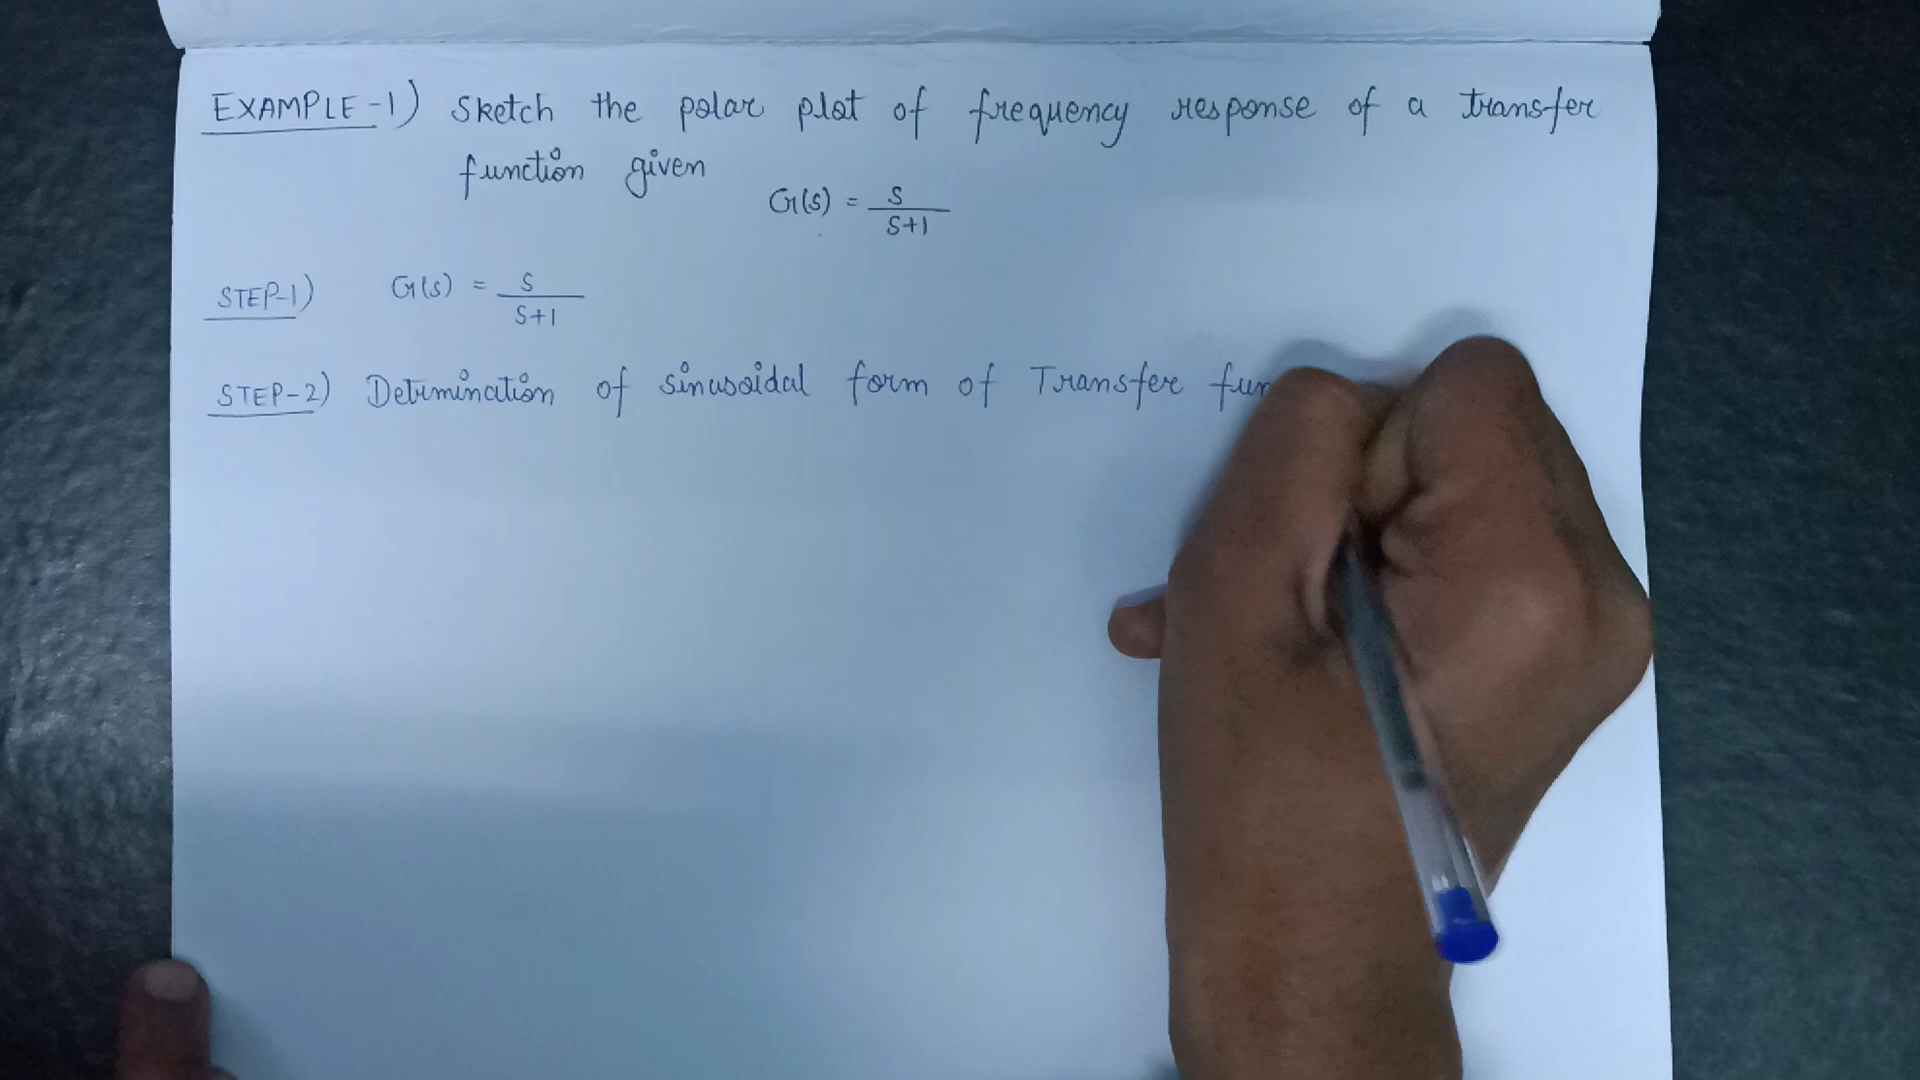 EXAMPLE-1) Sketch the polar plot of frequency response of a transfer
function given
G(s) = s
s+1
STEP-1) G(s) = s
s+1
STEP-2) Detimination of sinusoidal form of Transfer fun